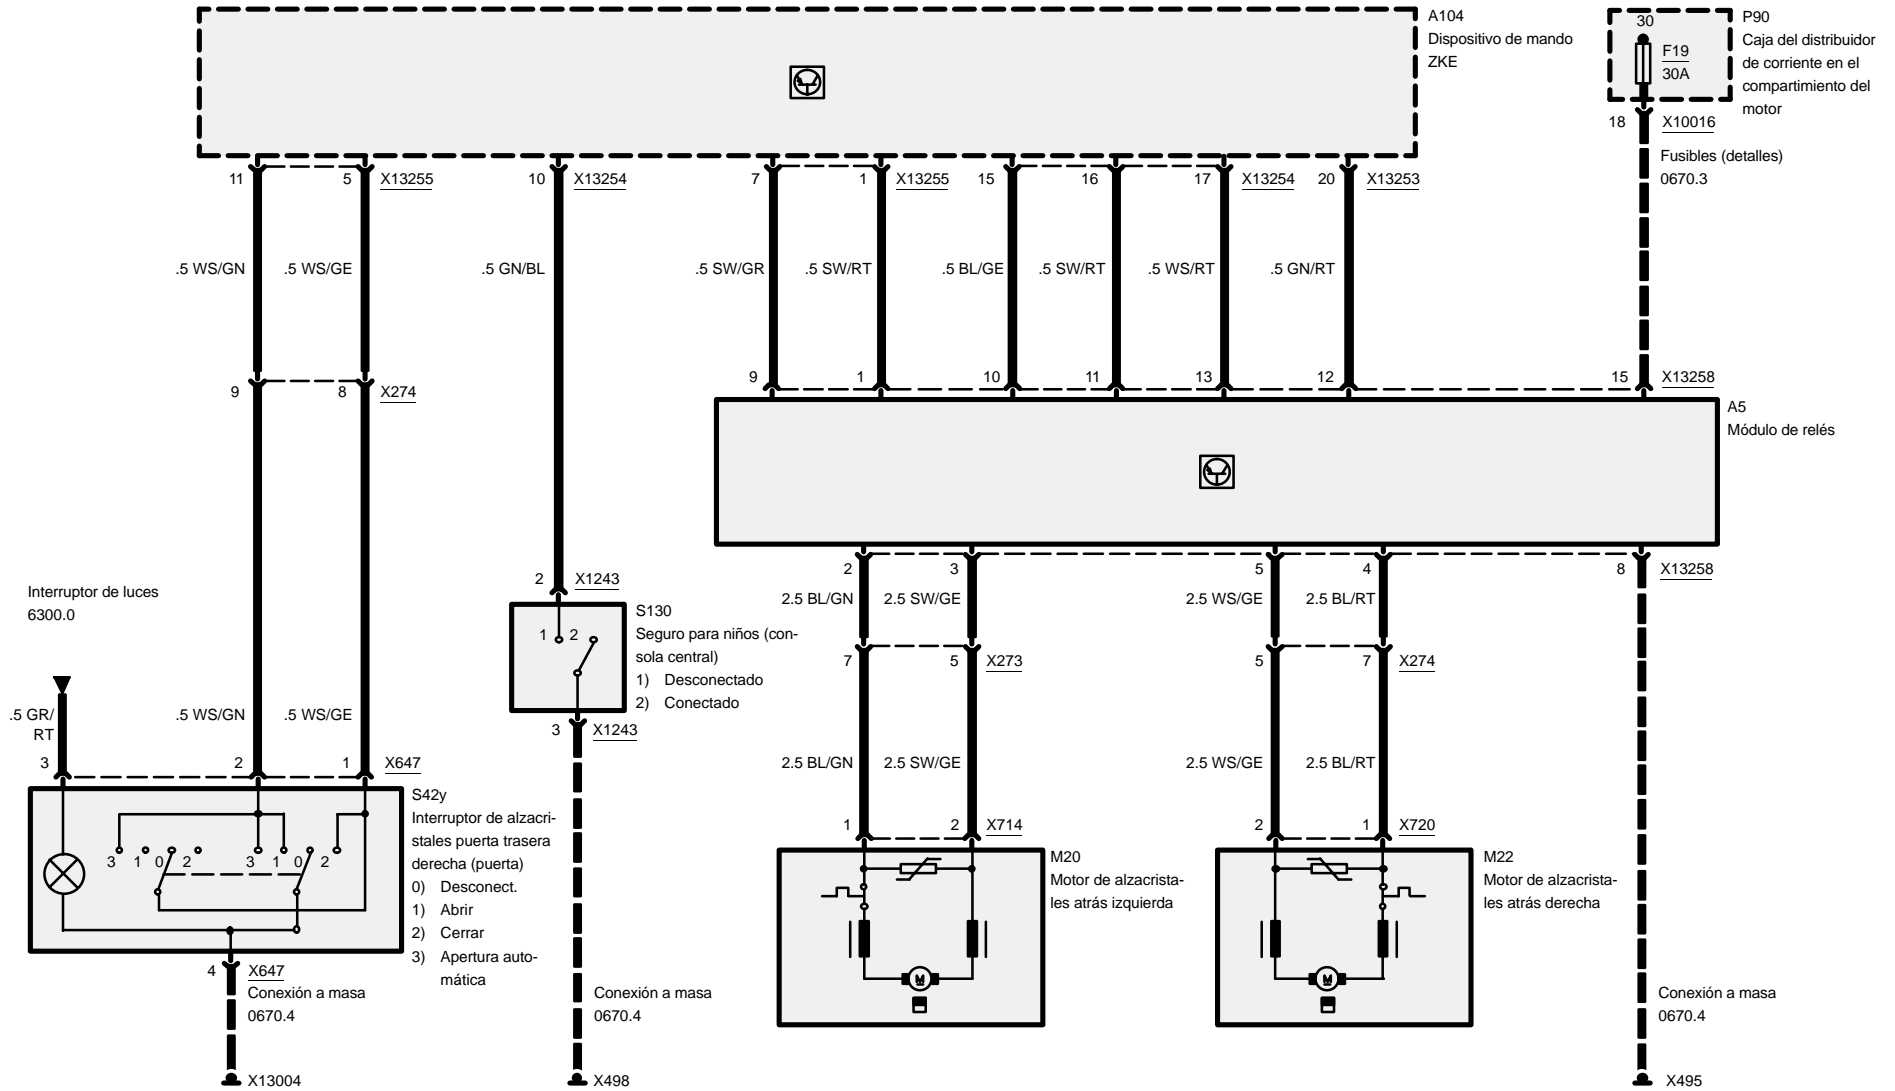 A104
Dispositivo de mando
ZKE
30
F19
30A
P90
Caja del distribuidor
de corriente en el
compartimiento del
motor
18 X10016
Fusibles (detalles)
0670.3
11 5 X13255 10 X13254 7 1 X13255 15 16 17 X13254 20 X13253
.5 WS/GN .5 WS/GE .5 GN/BL .5 SW/GR .5 SW/RT .5 BL/GE .5 SW/RT .5 WS/RT .5 GN/RT
9 8 X274
9 1 10 11 13 12 15 X13258
A5
Módulo de relés
2 3 5 4 8 X13258
2.5 BL/GN 2.5 SW/GE 2.5 WS/GE 2.5 BL/RT
7 5 X273 5 7 X274
2 X1243
S130
Seguro para niños (con-
sola central)
1) Desconectado
2) Conectado
1 2
3 X1243
Interruptor de luces
6300.0
.5 GR/
RT
.5 WS/GN .5 WS/GE
2.5 BL/GN 2.5 SW/GE 2.5 WS/GE 2.5 BL/RT
3 2 1 X647
S42y
Interruptor de alzacri-
stales puerta trasera
derecha (puerta)
0) Desconect.
1) Abrir
2) Cerrar
3) Apertura auto-
mática
3 1 0 2 3 1 0 2
1 2 X714
M20
Motor de alzacrista-
les atrás izquierda
M
2 1 X720
M22
Motor de alzacrista-
les atrás derecha
M
4 X647
Conexión a masa
0670.4
X13004
Conexión a masa
0670.4
X498
Conexión a masa
0670.4
X495